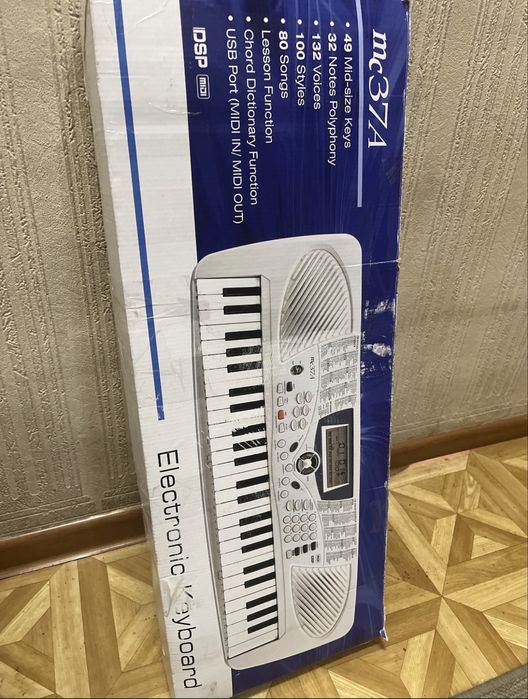 mc37A
• 49 Mid-size Keys
• 32 Notes Polyphony
• 132 Voices
• 100 Styles
• 80 Songs
• Lesson Function
• Chord Dictionary Function
• USB Port (MIDI IN/ MIDI OUT)
DSP MIDI
mc37A
Electronic Keyboard